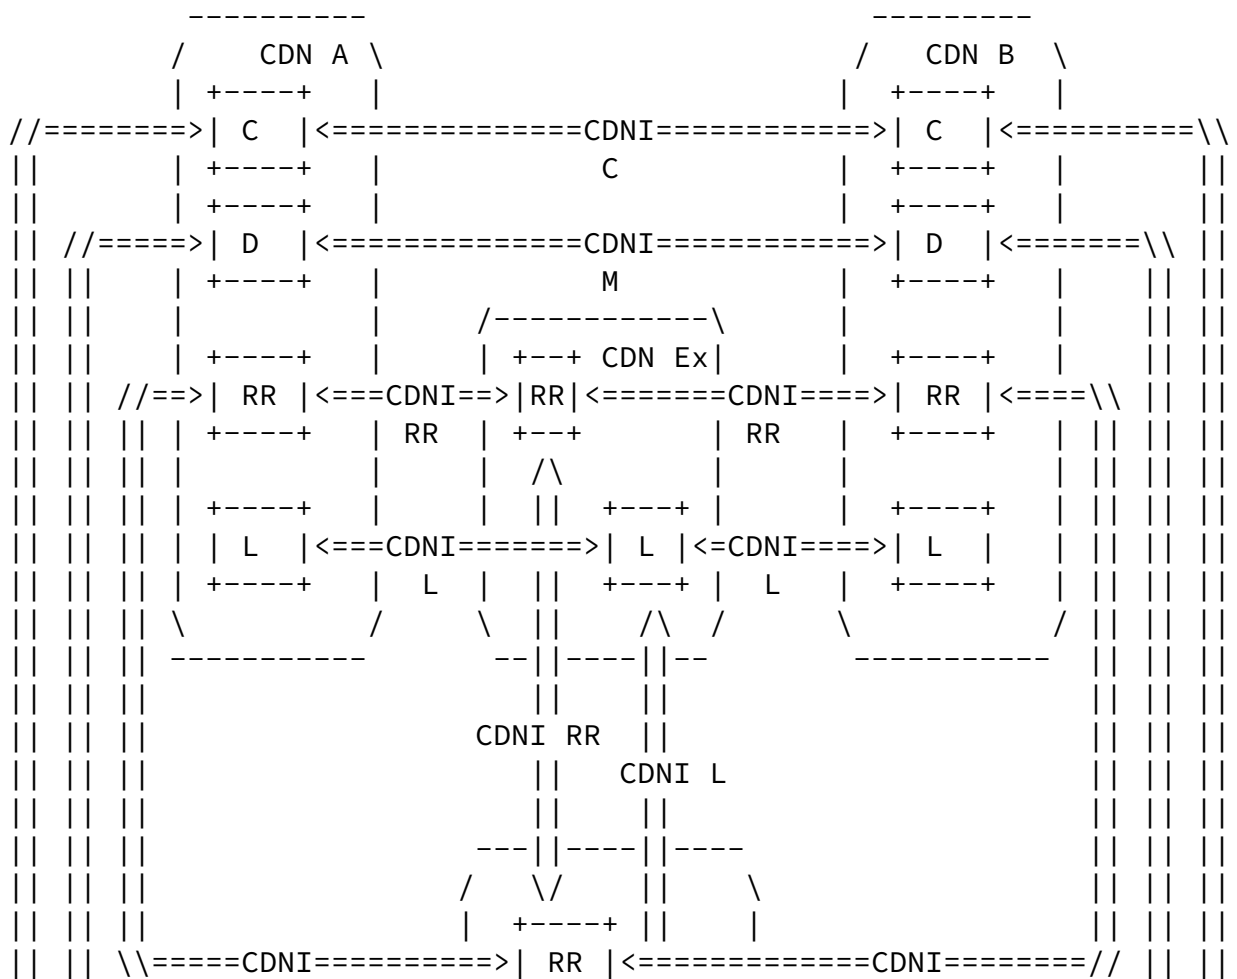 ----------                            ---------
    /    CDN A \                          /   CDN B  \
    | +----+   |                         |  +----+   |
//========>| C  |<==============CDNI============>| C  |<==========\\
||       | +----+   |            C            |  +----+   |       ||
||       | +----+   |                         |  +----+   |       ||
|| //=====>| D  |<==============CDNI============>| D  |<=======\\ ||
|| ||    | +----+   |            M            |  +----+   |    || ||
|| ||    |          |     /------------\      |           |    || ||
|| ||    | +----+   |     | +--+ CDN Ex|      |  +----+   |    || ||
|| || //==>| RR |<===CDNI==>|RR|<=======CDNI====>| RR |<====\\ || ||
|| || || | +----+   | RR  | +--+       | RR   |  +----+   | || || ||
|| || || |          |     |  /\        |      |           | || || ||
|| || || | +----+   |     |  ||  +---+ |      |  +----+   | || || ||
|| || || | | L  |<===CDNI=======>| L |<=CDNI====>| L  |   | || || ||
|| || || | +----+   |  L  |  ||  +---+ |  L   |  +----+   | || || ||
|| || || \          /     \  ||   /\  /      \           /  || || ||
|| || || -----------       --||----||--       -----------   || || ||
|| || ||                     ||    ||                       || || ||
|| || ||                  CDNI RR  ||                       || || ||
|| || ||                     ||  CDNI L                     || || ||
|| || ||                     ||    ||                       || || ||
|| || ||                  ---||----||----                   || || ||
|| || ||                 /   \/    ||    \                  || || ||
|| || ||                 |  +----+ ||    |                  || || ||
|| || \\=====CDNI==========>| RR |<=============CDNI========// || ||